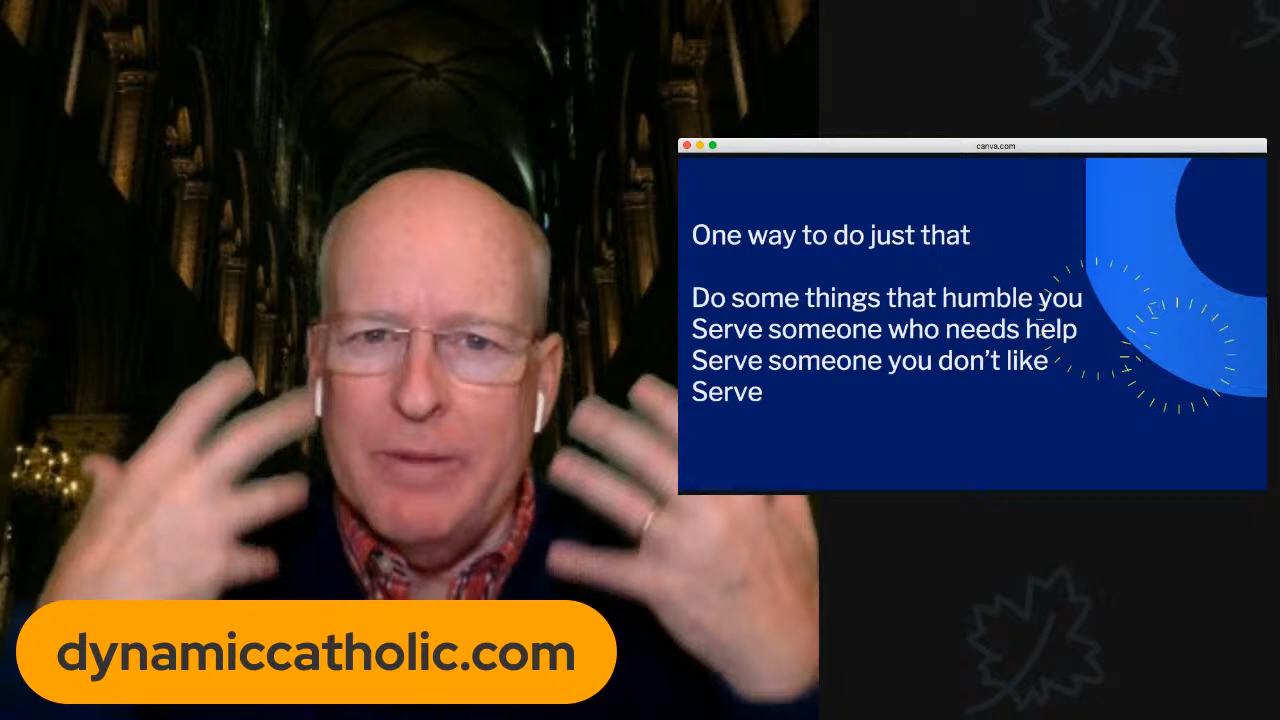 canva.com
One way to do just that
Do some things that humble you
Serve someone who needs help
Serve someone you don’t like
Serve
dynamiccatholic.com